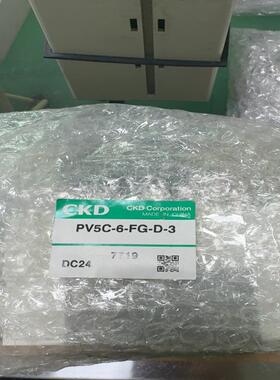 CKD
CKD Corporation
MADE IN CHINA
PV5C-6-FG-D-3
7719
DC24